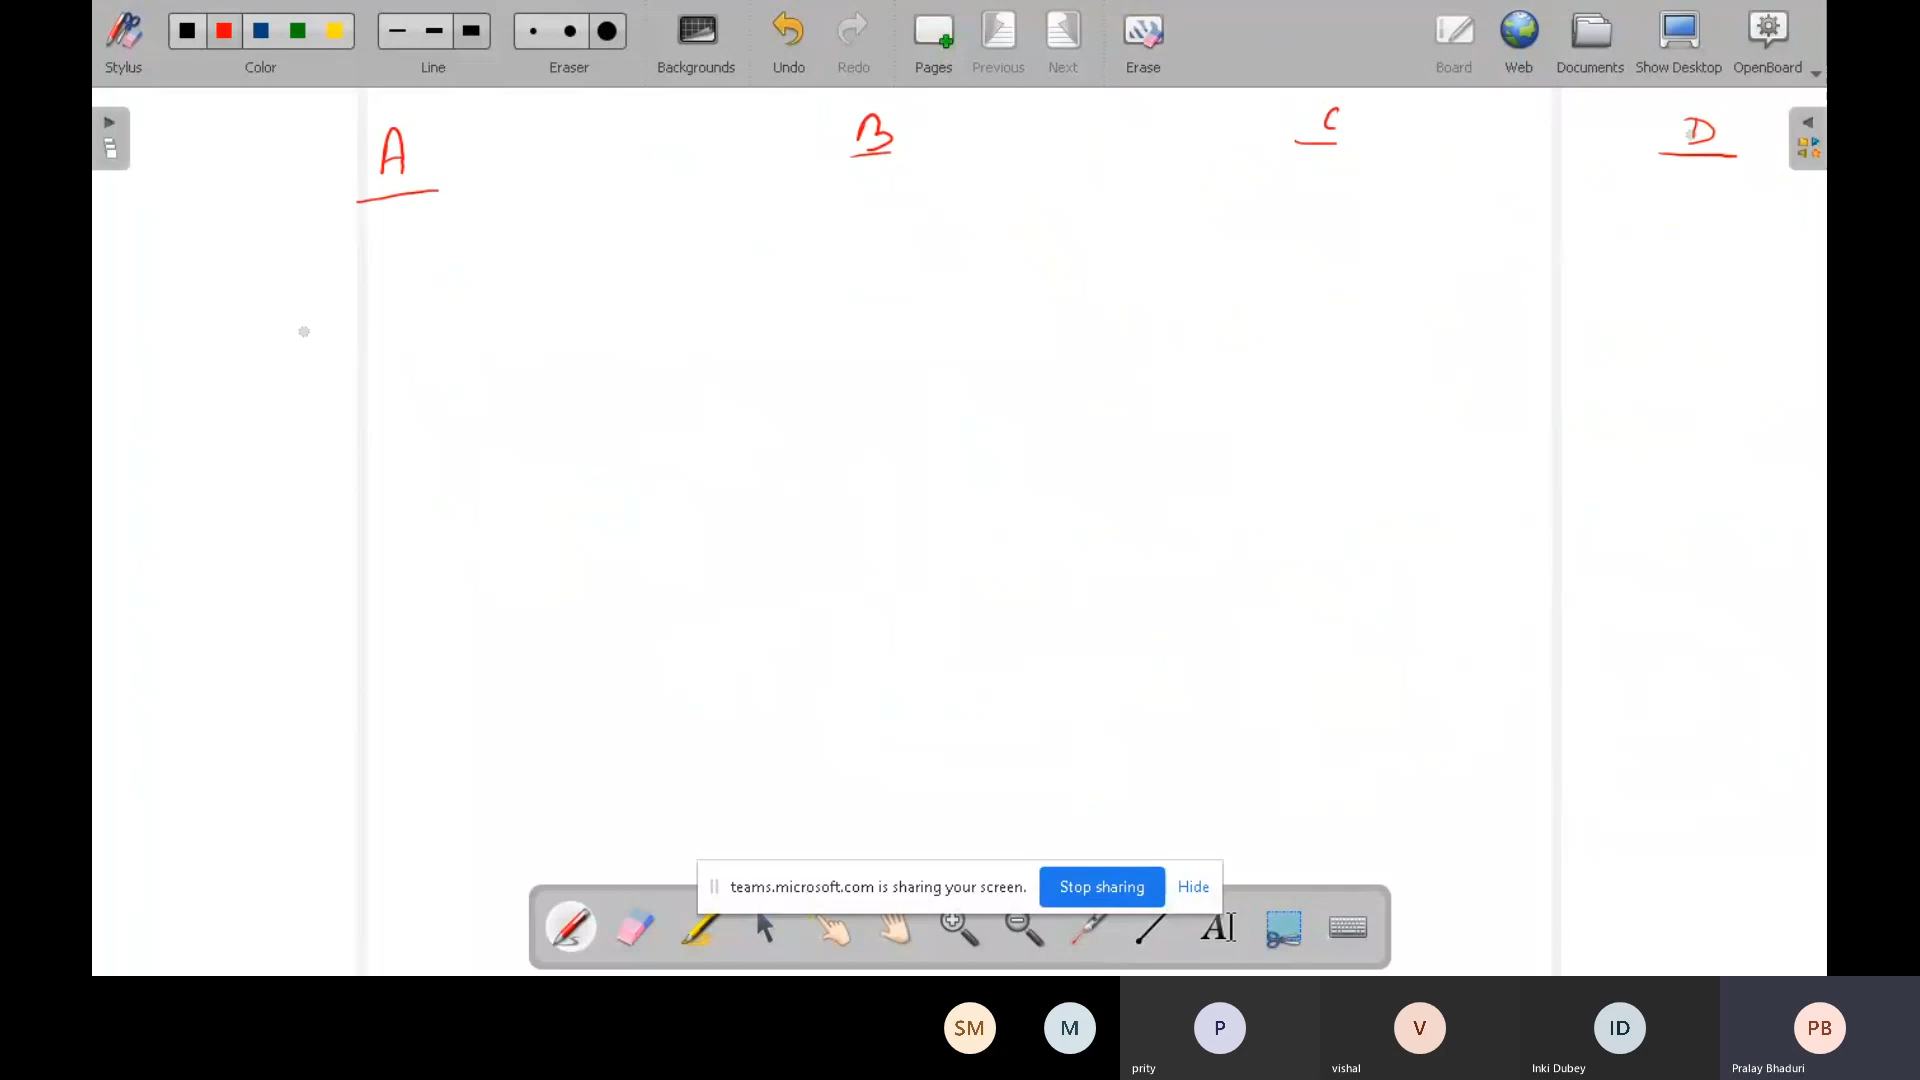 Stylus Color Line Eraser Backgrounds Undo Redo Pages Previous Next Erase Board Web Documents Show Desktop OpenBoard
A B C D
teams.microsoft.com is sharing your screen. Stop sharing Hide
A
SM M P V ID PB
prity vishal Inki Dubey Pralay Bhaduri